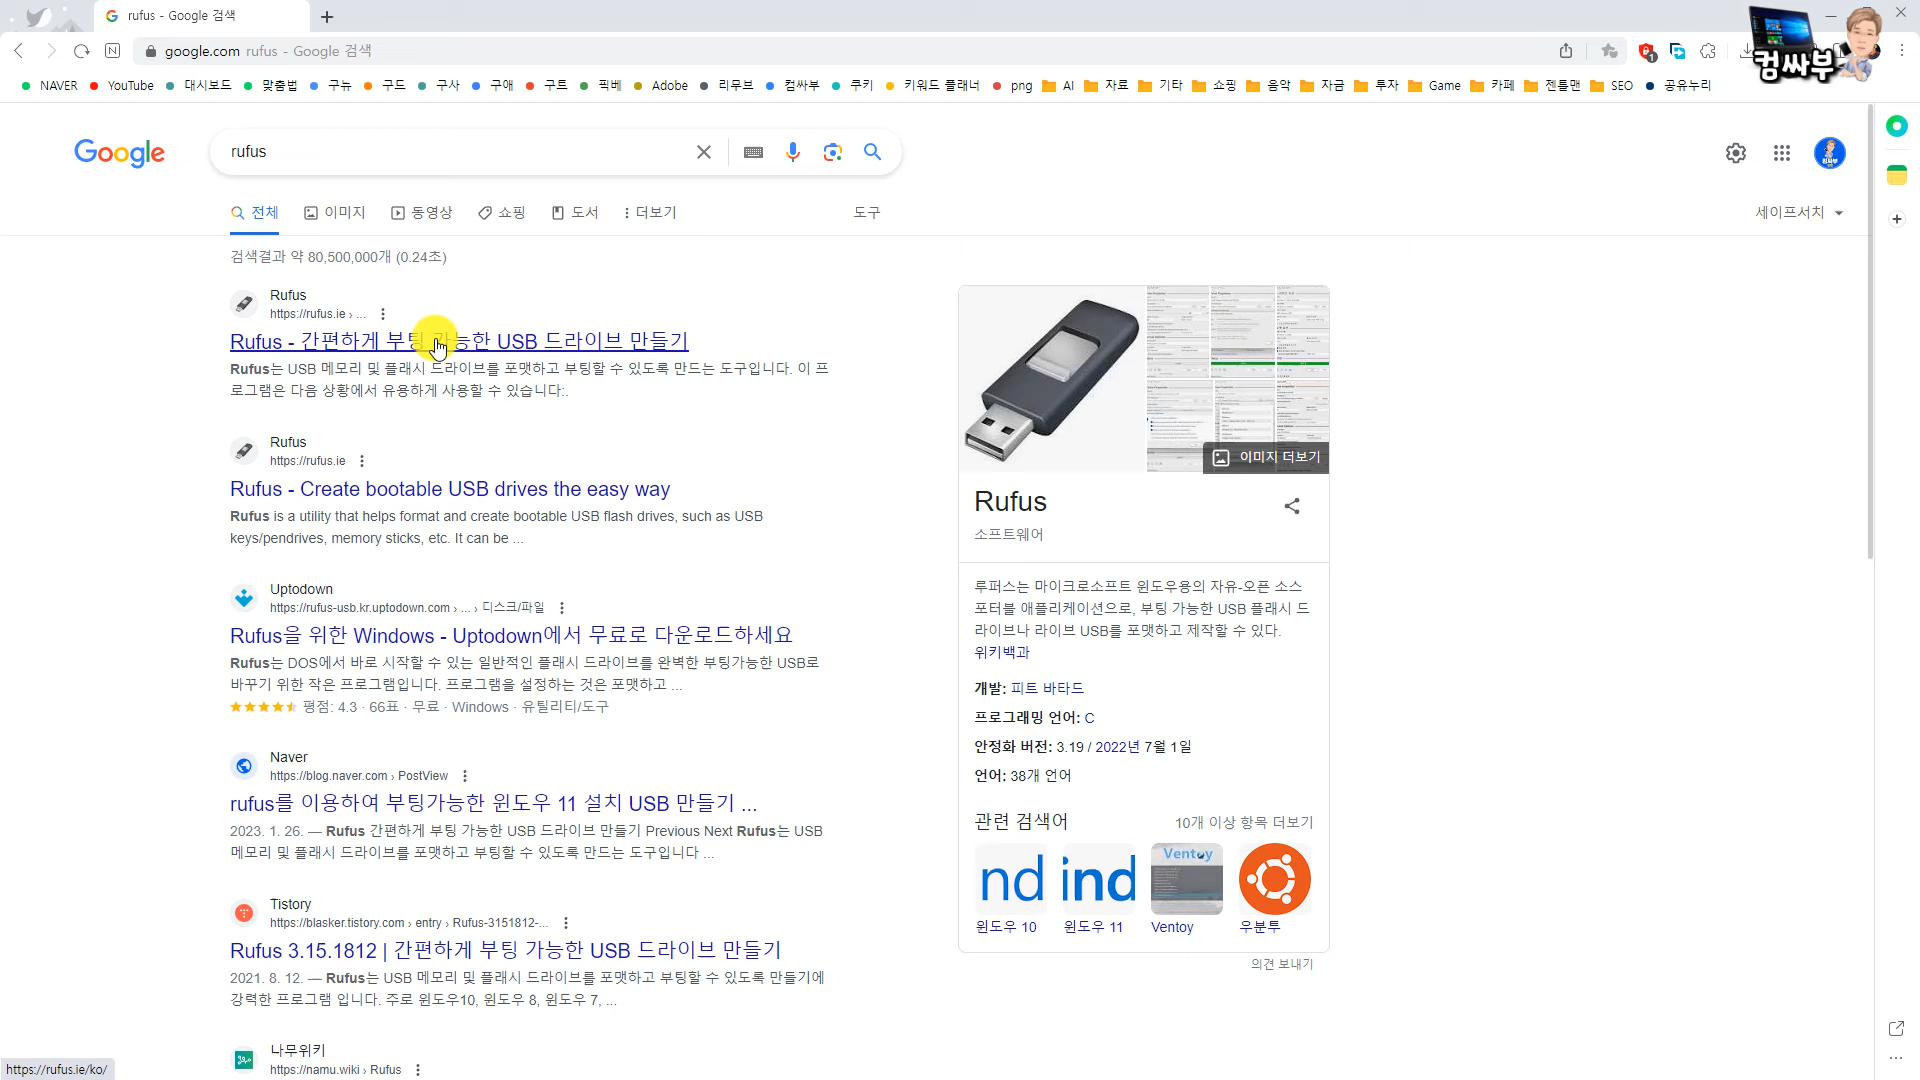 rufus - Google 검색
google.com rufus - Google 검색
컴싸부
NAVER YouTube 대시보드 맞춤법 구뉴 구드 구사 구애 구트 픽베 Adobe 리무브 컴싸부 쿠키 키워드 플래너 png AI 자료 기타 쇼핑 음악 자금 투자 Game 카페 젠틀맨 SEO 공유누리
Google
rufus
전체 이미지 동영상 쇼핑 도서 더보기 도구 세이프서치
검색결과 약 80,500,000개 (0.24초)
Rufus
https://rufus.ie › ...
Rufus - 간편하게 부팅 가능한 USB 드라이브 만들기
Rufus는 USB 메모리 및 플래시 드라이브를 포맷하고 부팅할 수 있도록 만드는 도구입니다. 이 프
로그램은 다음 상황에서 유용하게 사용할 수 있습니다:.
Rufus
https://rufus.ie
Rufus - Create bootable USB drives the easy way
Rufus is a utility that helps format and create bootable USB flash drives, such as USB
keys/pendrives, memory sticks, etc. It can be ...
Uptodown
https://rufus-usb.kr.uptodown.com › ... › 디스크/파일
Rufus을 위한 Windows - Uptodown에서 무료로 다운로드하세요
Rufus는 DOS에서 바로 시작할 수 있는 일반적인 플래시 드라이브를 완벽한 부팅가능한 USB로
바꾸기 위한 작은 프로그램입니다. 프로그램을 설정하는 것은 포맷하고 ...
평점: 4.3 · 66표 · 무료 · Windows · 유틸리티/도구
Naver
https://blog.naver.com › PostView
rufus를 이용하여 부팅가능한 윈도우 11 설치 USB 만들기 ...
2023. 1. 26. — Rufus 간편하게 부팅 가능한 USB 드라이브 만들기 Previous Next Rufus는 USB
메모리 및 플래시 드라이브를 포맷하고 부팅할 수 있도록 만드는 도구입니다 ...
Tistory
https://blasker.tistory.com › entry › Rufus-3151812-...
Rufus 3.15.1812 | 간편하게 부팅 가능한 USB 드라이브 만들기
2021. 8. 12. — Rufus는 USB 메모리 및 플래시 드라이브를 포맷하고 부팅할 수 있도록 만들기에
강력한 프로그램 입니다. 주로 윈도우10, 윈도우 8, 윈도우 7, ...
나무위키
https://namu.wiki › Rufus
이미지 더보기
Rufus
소프트웨어
루퍼스는 마이크로소프트 윈도우용의 자유-오픈 소스
포터블 애플리케이션으로, 부팅 가능한 USB 플래시 드
라이브나 라이브 USB를 포맷하고 제작할 수 있다.
위키백과
개발: 피트 바타드
프로그래밍 언어: C
안정화 버전: 3.19 / 2022년 7월 1일
언어: 38개 언어
관련 검색어 10개 이상 항목 더보기
nd ind Ventoy
윈도우 10 윈도우 11 Ventoy 우분투
의견 보내기
https://rufus.ie/ko/